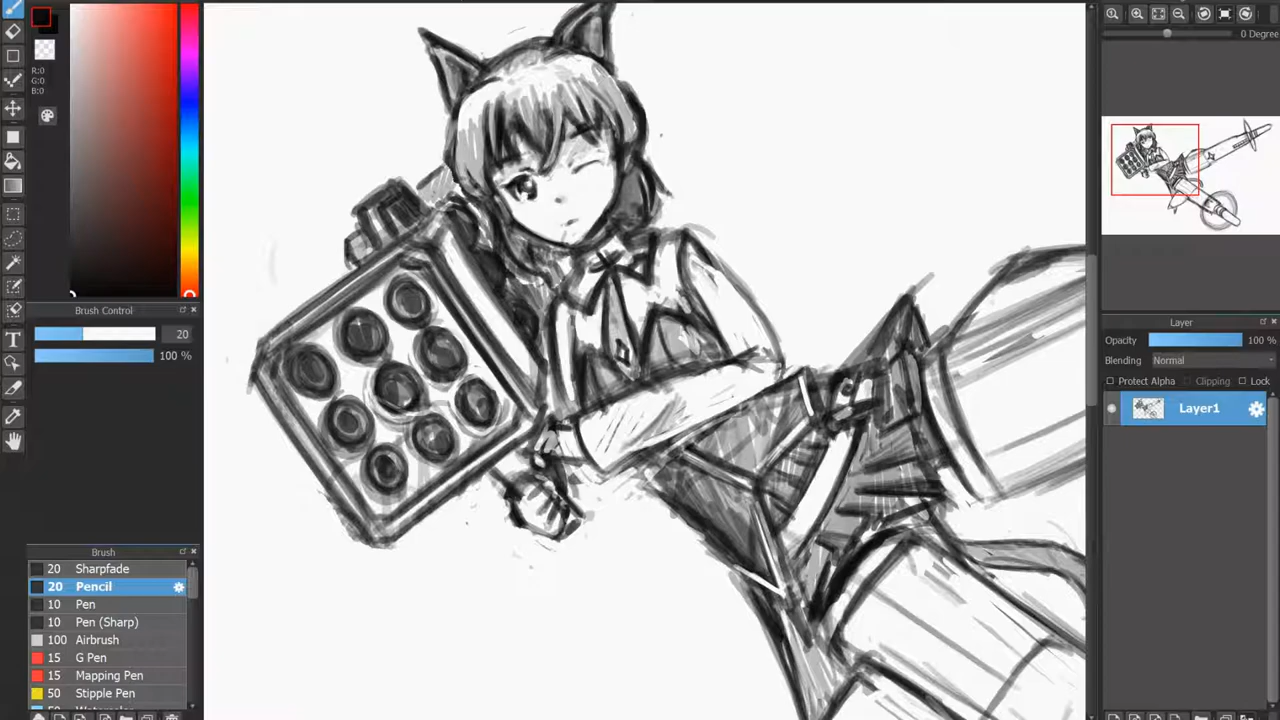 R:0
G:0
B:0
Brush Control
20
100 %
Brush
20 Sharpfade
20 Pencil
10 Pen
10 Pen (Sharp)
100 Airbrush
15 G Pen
15 Mapping Pen
50 Stipple Pen
0 Degree
Layer
Opacity 100 %
Blending Normal
Protect Alpha Clipping Lock
Layer1